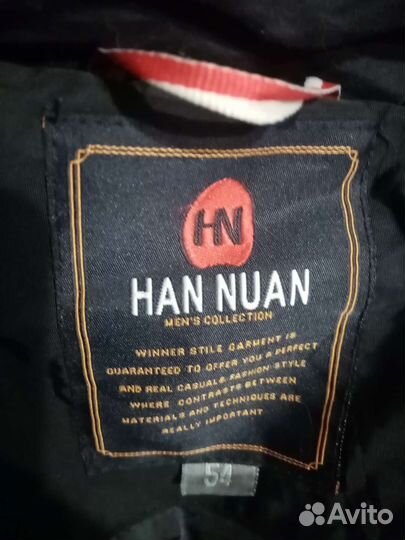 HN
HAN NUAN
MEN'S COLLECTION
WINNER STILE GARMENT IS
GUARANTEED TO OFFER YOU A PERFECT
AND REAL CASUALS FASHION STYLE
WHERE CONTRASTS BETWEEN
MATERIALS AND TECHNIQUES ARE
REALLY IMPORTANT
54
Avito